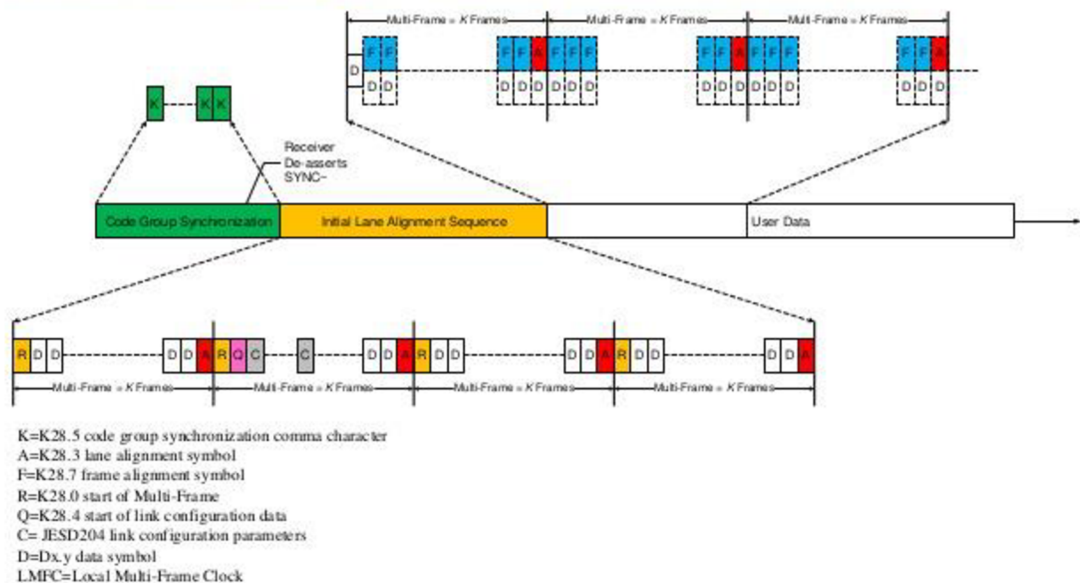 Multi-Frame = K Frames Multi-Frame = K Frames Multi-Frame = K Frames
F F F F A F F F F F A F F F F F A
D
D D D D D D D D D D D D D D D D D
K K K
Receiver
De-asserts
SYNC~
Code Group Synchronization Initial Lane Alignment Sequence User Data
R D D D D A R Q C C D D A R D D D D A R D D D D A
Multi-Frame = K Frames Multi-Frame = K Frames Multi-Frame = K Frames Multi-Frame = K Frames
K=K28.5 code group synchronization comma character
A=K28.3 lane alignment symbol
F=K28.7 frame alignment symbol
R=K28.0 start of Multi-Frame
Q=K28.4 start of link configuration data
C= JESD204 link configuration parameters
D=Dx.y data symbol
LMFC=Local Multi-Frame Clock